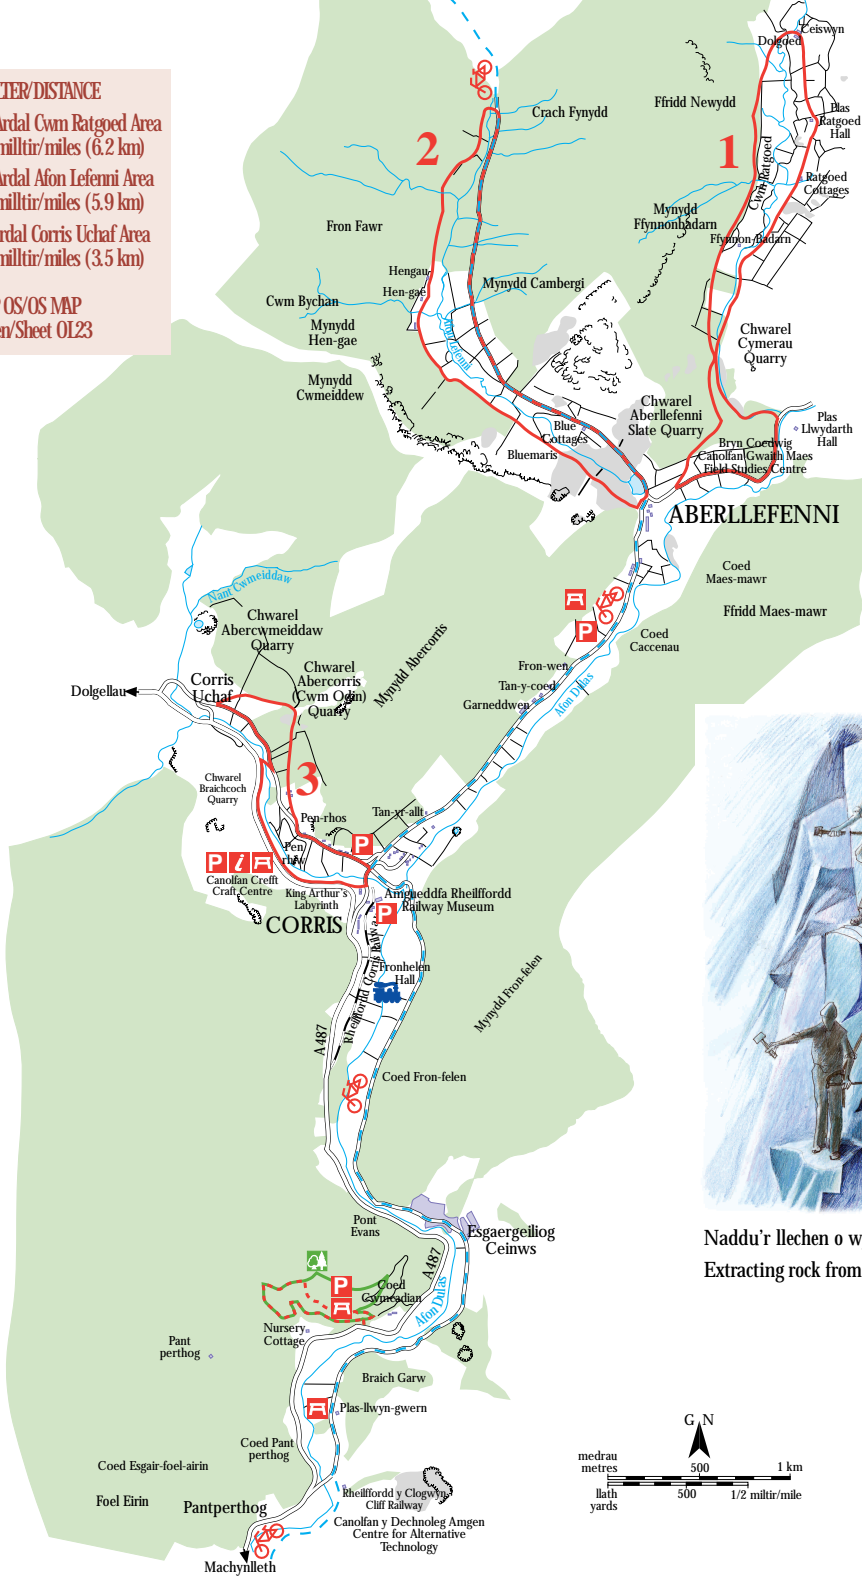 Ardal Cwm Ratgoed Area
milltir/miles (6.2 km)
Ardal Afon Lefenni Area
milltir/miles (5.9 km)
Ardal Corris Uchaf Area
milltir/miles (3.5 km)
OS/OS MAP
en/Sheet OL23
Ceiswyn
Dolgoed
Plas
Ratgoed
Hall
Ffridd Newydd
Crach Fynydd
1
2
Cwm Ratgoed
Ratgoed
Cottages
Mynydd
Ffynnonbadarn
Ffynnon-Badarn
Fron Fawr
Hengau
Hen-gae
Mynydd Cambergi
Cwm Bychan
Mynydd
Hen-gae
Afon Lefenni
Chwarel
Cymerau
Quarry
Mynydd
Cwmeiddew
Chwarel
Aberllefenni
Slate Quarry
Plas
Llwydarth
Hall
Blue
Cottages
Bluemaris
Bryn Coedwig
Canolfan Gwaith Maes
Field Studies Centre
ABERLLEFENNI
Coed
Maes-mawr
Ffridd Maes-mawr
Nant Cwmeiddaw
Chwarel
Abercwmeiddaw
Quarry
P
Coed
Caccenau
Mynydd Abercorris
Chwarel
Abercorris
(Cwm Odin)
Quarry
Corris
Uchaf
Dolgellau
Fron-wen
Tan-y-coed
Garneddwen
Afon Dulas
3
Chwarel
Braichcoch
Quarry
Pen-rhos
Tan-yr-allt
Pen
rhiw
P
P i
Canolfan Crefft
Craft Centre
King Arthur's
Labyrinth
Amgueddfa Rheilffordd
Railway Museum
P
CORRIS
Rheilffordd Corris Railway
Fronhelen
Hall
Mynydd Fron-felen
A487
Coed Fron-felen
Pont
Evans
Esgaergeiliog
Ceinws
A487
P
Coed
Cwmcadian
Afon Dulas
Nursery
Cottage
Pant
perthog
Braich Garw
Plas-llwyn-gwern
Coed Pant
perthog
Coed Esgair-foel-airin
Foel Eirin
Pantperthog
Rheilffordd y Clogwyn
Cliff Railway
Canolfan y Dechnoleg Amgen
Centre for Alternative
Technology
Machynlleth
Naddu'r llechen o w
Extracting rock from
G N
medrau
metres
500
1 km
llath
yards
500
1/2 miltir/mile